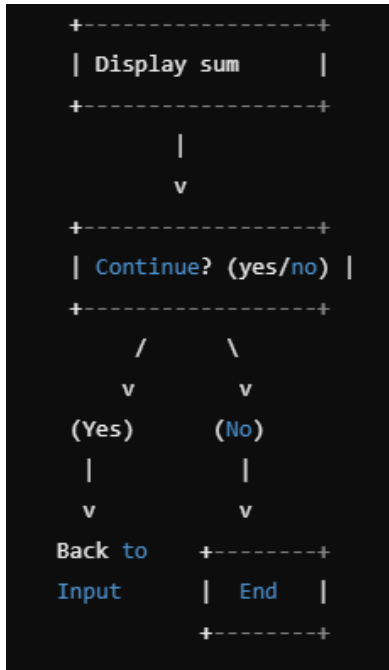 +------------------+
| Display sum      |
+------------------+
|
v
+------------------+
| Continue? (yes/no) |
+------------------+
/      \
v        v
(Yes)      (No)
|           |
v           v
Back to    +--------+
Input      |  End   |
+--------+